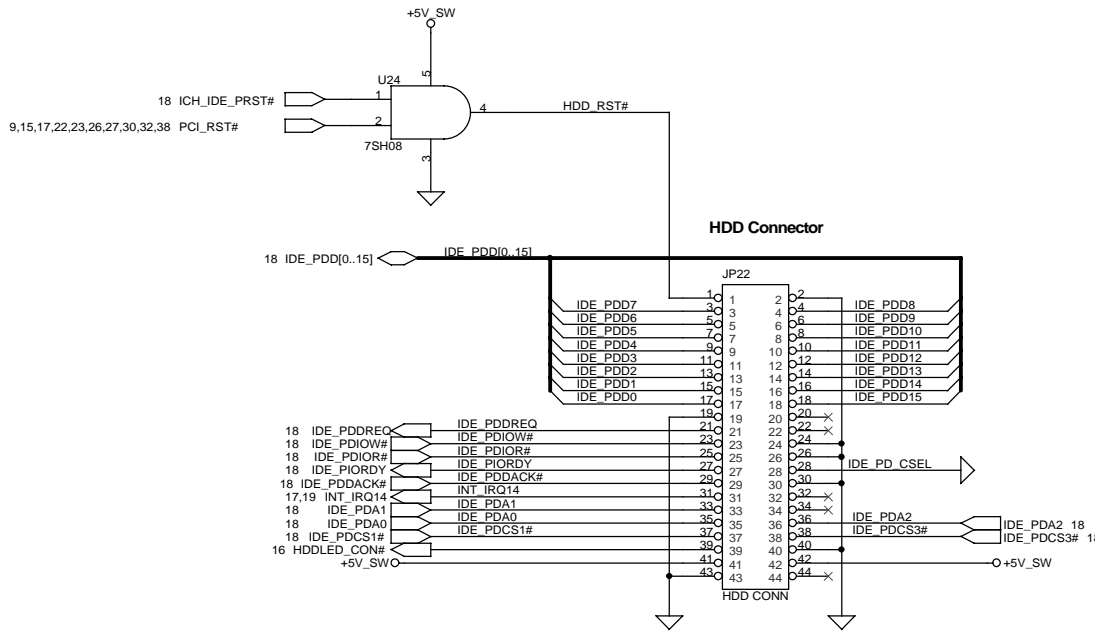 +5V_SW
U24
5
18 ICH_IDE_PRST# 1
4 HDD_RST#
9,15,17,22,23,26,27,30,32,38 PCI_RST# 2
7SH08
3
HDD Connector
18 IDE_PDD[0..15] IDE_PDD[0..15]
JP22
1 1 2 2
IDE_PDD7 3 3 4 4 IDE_PDD8
IDE_PDD6 5 5 6 6 IDE_PDD9
IDE_PDD5 7 7 8 8 IDE_PDD10
IDE_PDD4 9 9 10 10 IDE_PDD11
IDE_PDD3 11 11 12 12 IDE_PDD12
IDE_PDD2 13 13 14 14 IDE_PDD13
IDE_PDD1 15 15 16 16 IDE_PDD14
IDE_PDD0 17 17 18 18 IDE_PDD15
19 19 20 20
18 IDE_PDDREQ IDE_PDDREQ 21 21 22 22
18 IDE_PDIOW# IDE_PDIOW# 23 23 24 24
18 IDE_PDIOR# IDE_PDIOR# 25 25 26 26
18 IDE_PIORDY IDE_PIORDY 27 27 28 28 IDE_PD_CSEL
18 IDE_PDDACK# IDE_PDDACK# 29 29 30 30
17,19 INT_IRQ14 INT_IRQ14 31 31 32 32
18 IDE_PDA1 IDE_PDA1 33 33 34 34
18 IDE_PDA0 IDE_PDA0 35 35 36 36 IDE_PDA2 IDE_PDA2 18
18 IDE_PDCS1# IDE_PDCS1# 37 37 38 38 IDE_PDCS3# IDE_PDCS3#
16 HDDLED_CON# 39 39 40 40
+5V_SW 41 41 42 42 +5V_SW
43 43 44 44
HDD CONN